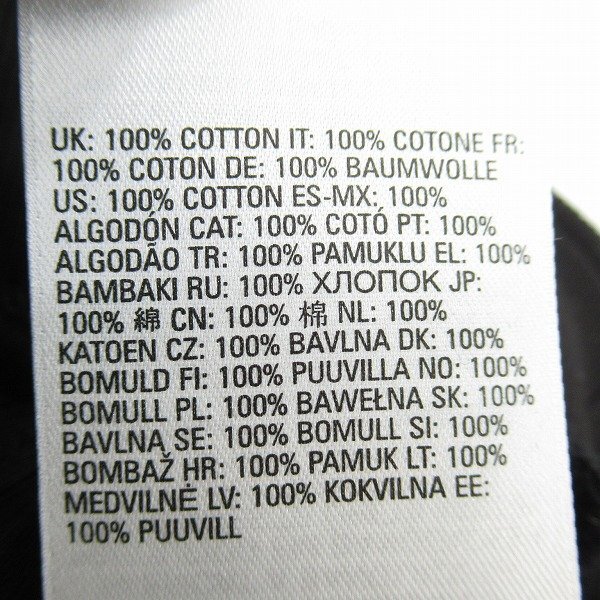 UK: 100% COTTON IT: 100% COTONE FR:
100% COTON DE: 100% BAUMWOLLE
US: 100% COTTON ES-MX: 100%
ALGODÓN CAT: 100% COTÓ PT: 100%
ALGODÃO TR: 100% PAMUKLU EL: 100%
BAMBAKI RU: 100% ХЛОПОК JP:
100% 綿 CN: 100% 棉 NL: 100%
KATOEN CZ: 100% BAVLNA DK: 100%
BOMULD FI: 100% PUUVILLA NO: 100%
BOMULL PL: 100% BAWEŁNA SK: 100%
BAVLNA SE: 100% BOMULL SI: 100%
BOMBAŽ HR: 100% PAMUK LT: 100%
MEDVILNĖ LV: 100% KOKVILNA EE:
100% PUUVILL